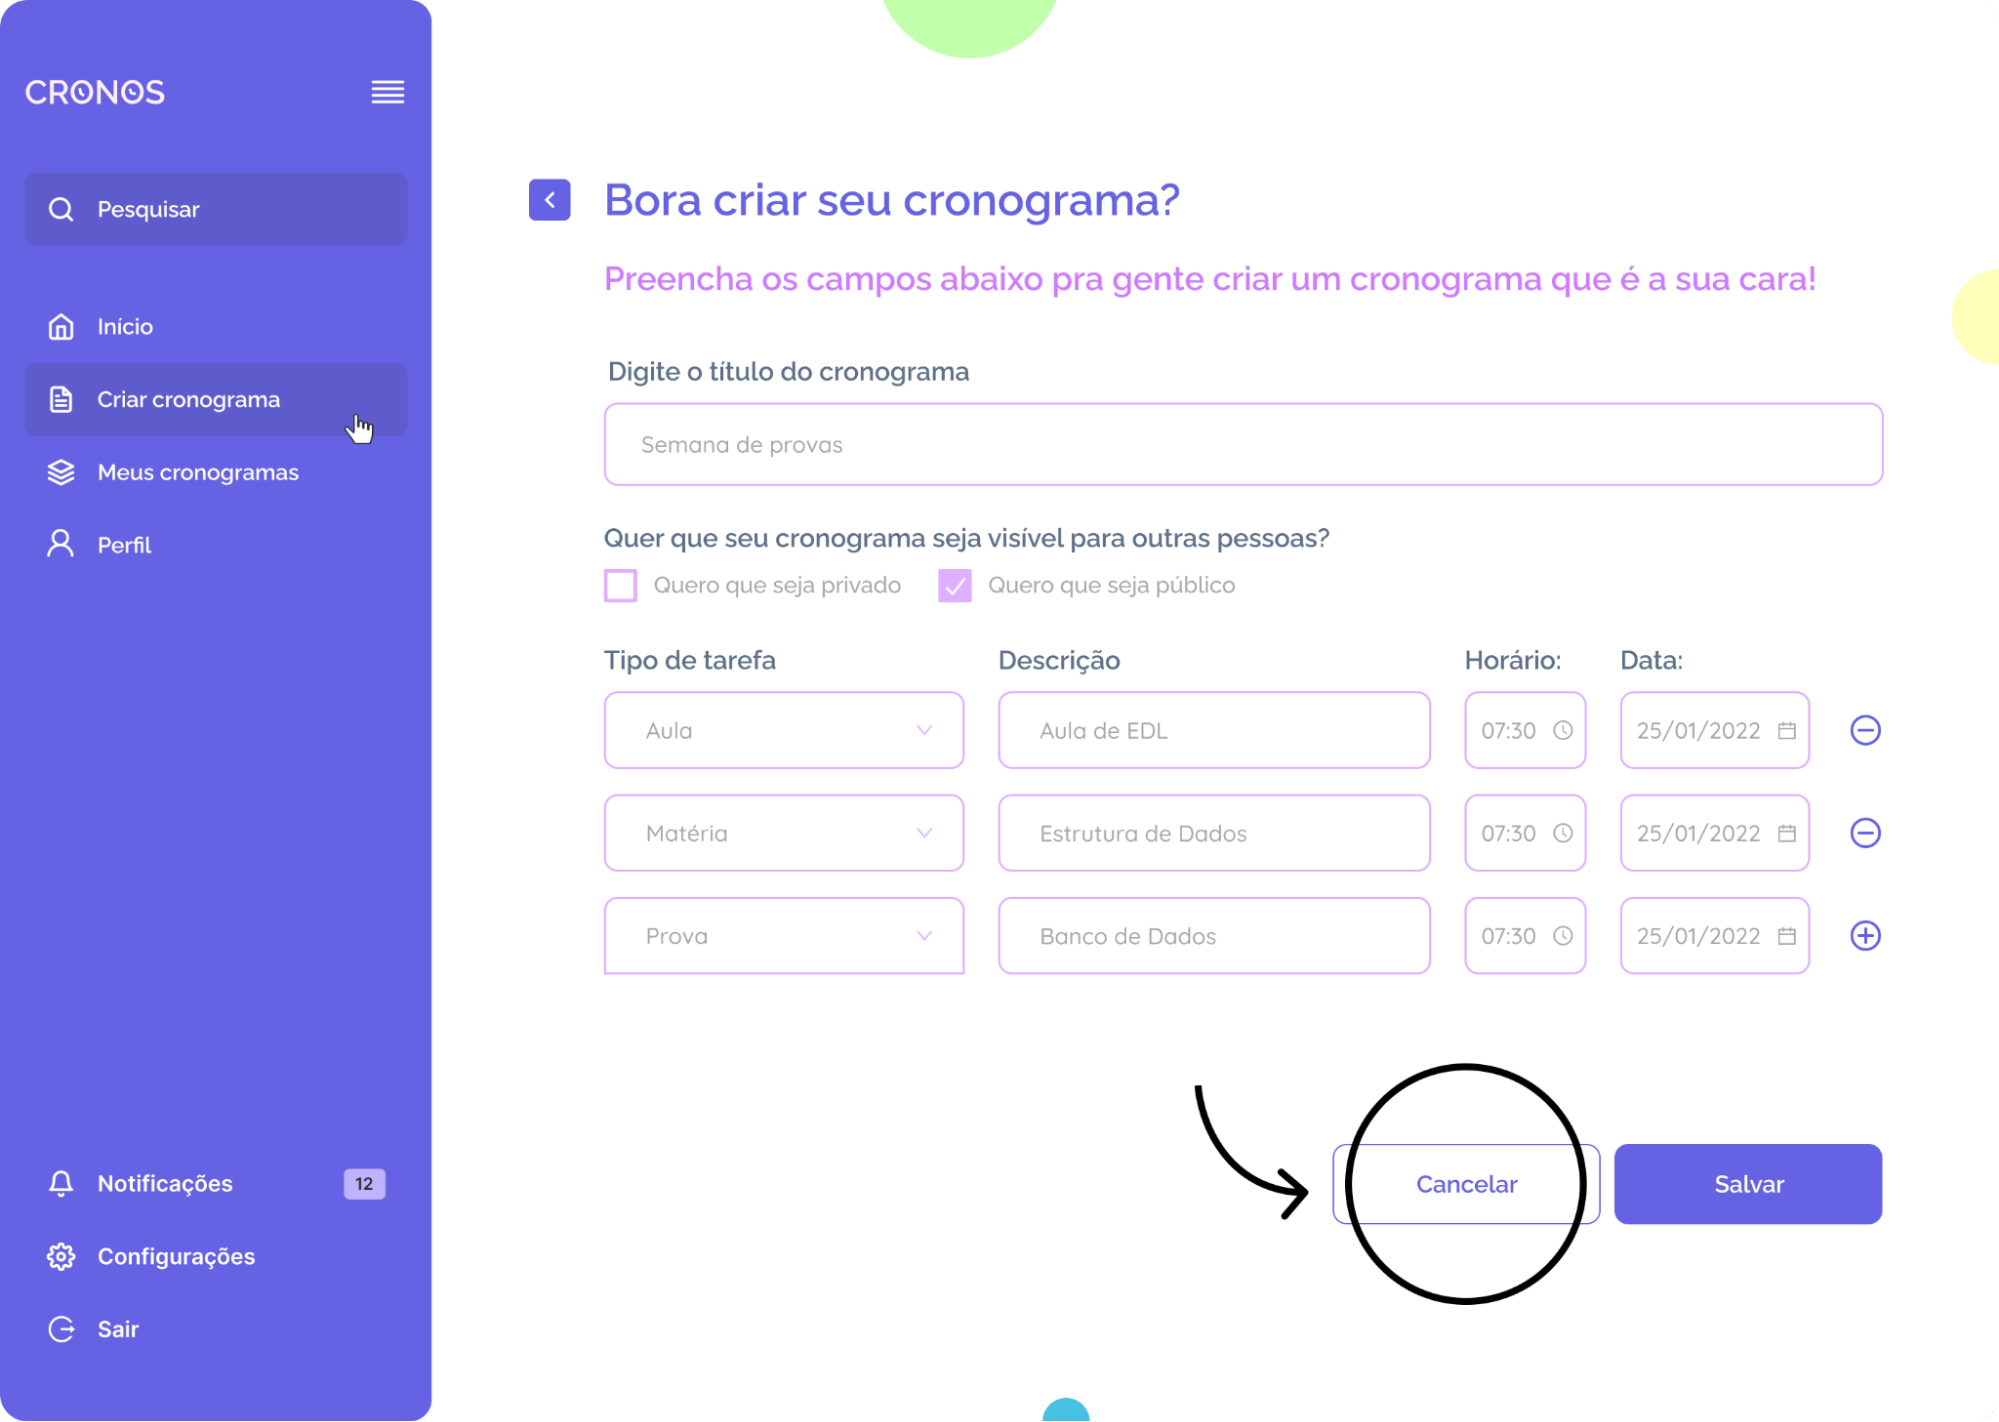 CRONOS
Pesquisar
Início
Criar cronograma
Meus cronogramas
Perfil
Notificações 12
Configurações
Sair
Bora criar seu cronograma?
Preencha os campos abaixo pra gente criar um cronograma que é a sua cara!
Digite o título do cronograma
Semana de provas
Quer que seu cronograma seja visível para outras pessoas?
Quero que seja privado Quero que seja público
Tipo de tarefa Descrição Horário: Data:
Aula Aula de EDL 07:30 25/01/2022
Matéria Estrutura de Dados 07:30 25/01/2022
Prova Banco de Dados 07:30 25/01/2022
Cancelar Salvar